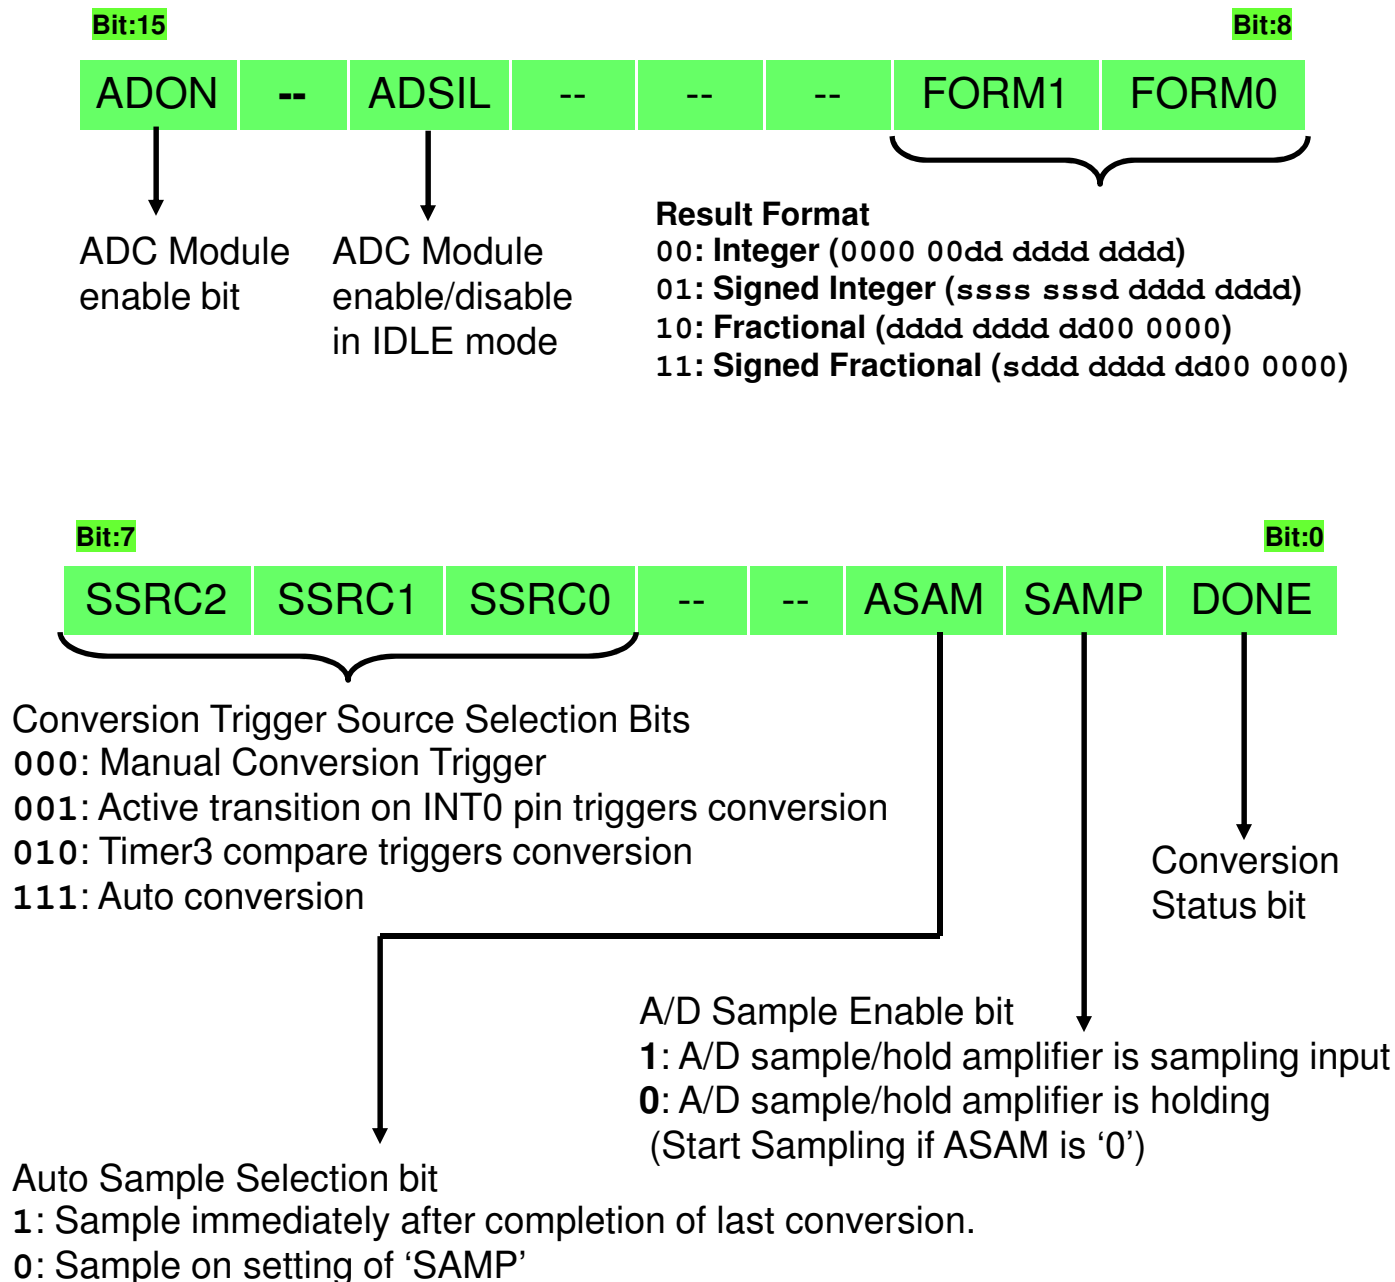 Bit:15 Bit:8
ADON -- ADSIL -- -- -- FORM1 FORM0
ADC Module
enable bit
ADC Module
enable/disable
in IDLE mode
Result Format
00: Integer (0000 00dd dddd dddd)
01: Signed Integer (ssss sssd dddd dddd)
10: Fractional (dddd dddd dd00 0000)
11: Signed Fractional (sddd dddd dd00 0000)
Bit:7 Bit:0
SSRC2 SSRC1 SSRC0 -- -- ASAM SAMP DONE
Conversion Trigger Source Selection Bits
000: Manual Conversion Trigger
001: Active transition on INT0 pin triggers conversion
010: Timer3 compare triggers conversion
111: Auto conversion
Conversion
Status bit
A/D Sample Enable bit
1: A/D sample/hold amplifier is sampling input
0: A/D sample/hold amplifier is holding
(Start Sampling if ASAM is ‘0’)
Auto Sample Selection bit
1: Sample immediately after completion of last conversion.
0: Sample on setting of ‘SAMP’